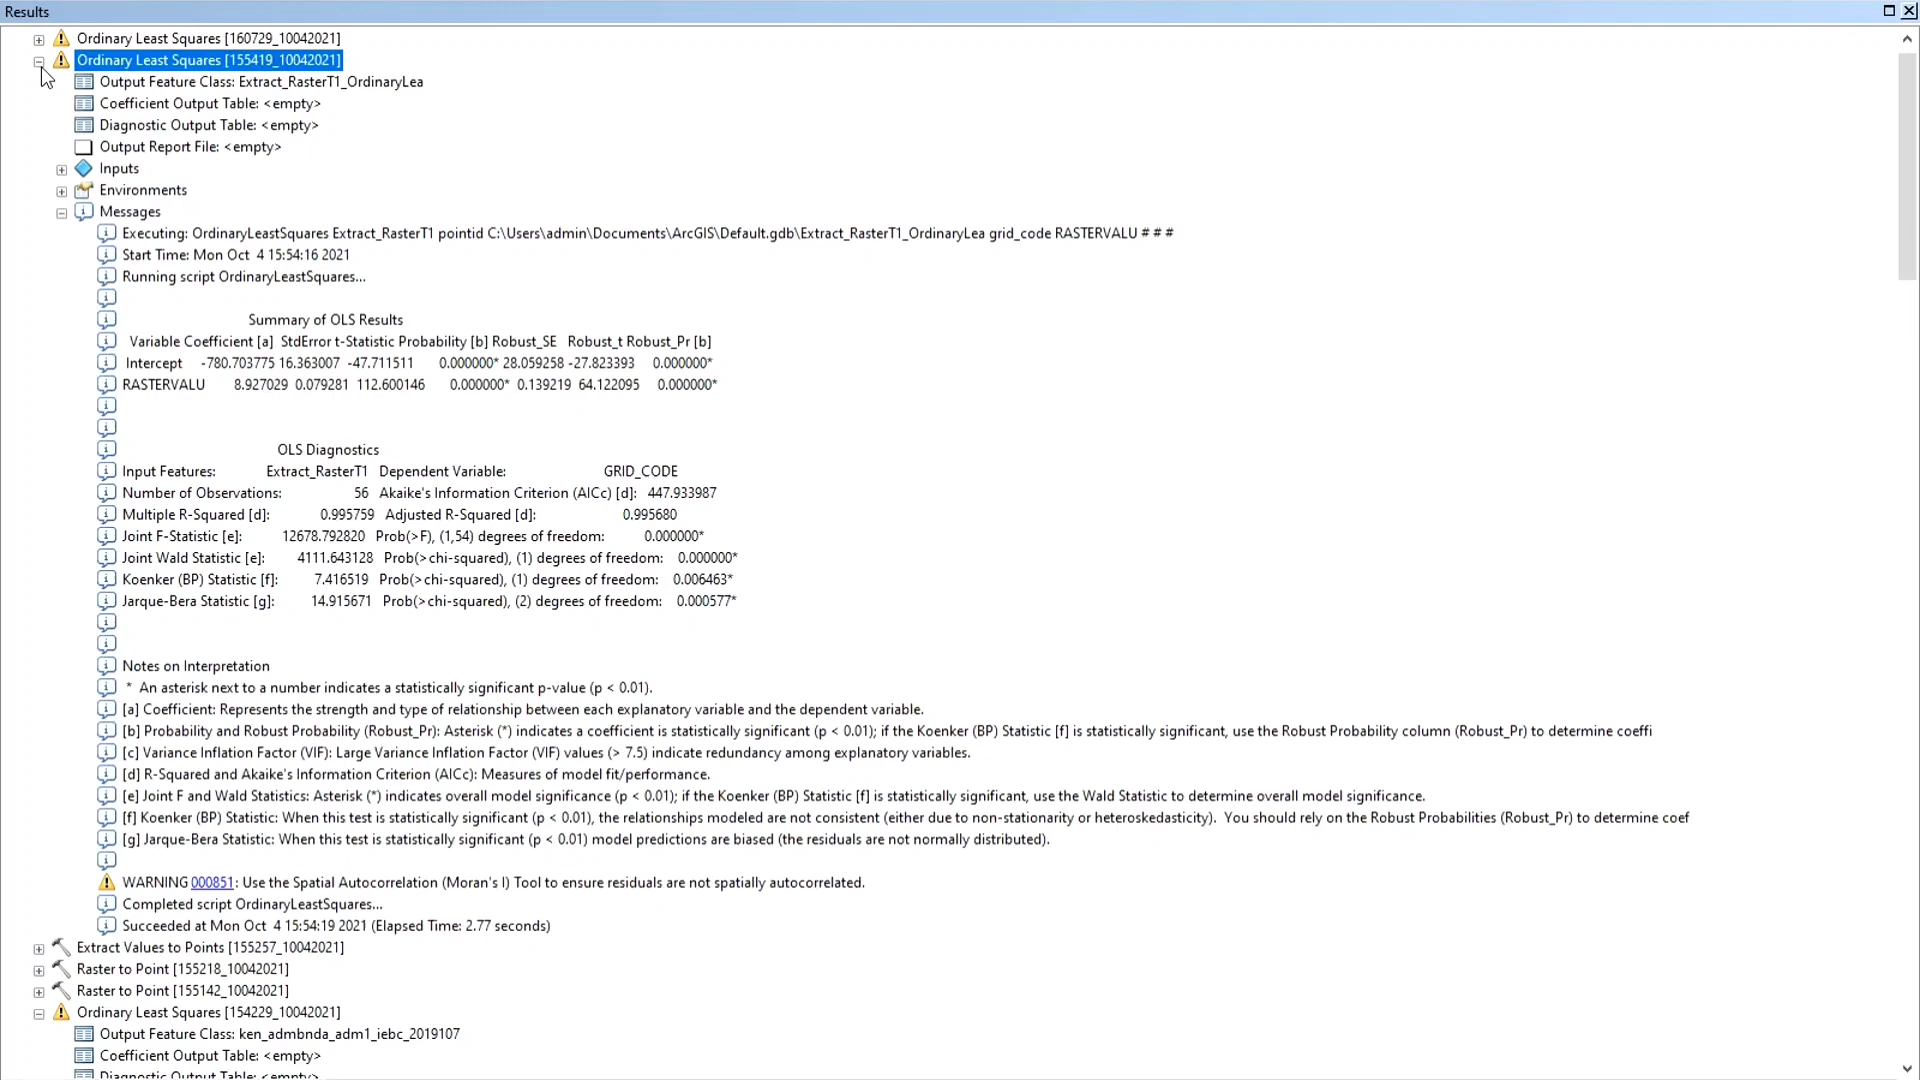 Results
Ordinary Least Squares [160729_10042021]
Ordinary Least Squares [155419_10042021]
Output Feature Class: Extract_RasterT1_OrdinaryLea
Coefficient Output Table: <empty>
Diagnostic Output Table: <empty>
Output Report File: <empty>
Inputs
Environments
Messages
Executing: OrdinaryLeastSquares Extract_RasterT1 pointid C:\Users\admin\Documents\ArcGIS\Default.gdb\Extract_RasterT1_OrdinaryLea grid_code RASTERVALU # # #
Start Time: Mon Oct 4 15:54:16 2021
Running script OrdinaryLeastSquares...
Summary of OLS Results
Variable Coefficient [a] StdError t-Statistic Probability [b] Robust_SE Robust_t Robust_Pr [b]
Intercept -780.703775 16.363007 -47.711511 0.000000* 28.059258 -27.823393 0.000000*
RASTERVALU 8.927029 0.079281 112.600146 0.000000* 0.139219 64.122095 0.000000*
OLS Diagnostics
Input Features: Extract_RasterT1 Dependent Variable: GRID_CODE
Number of Observations: 56 Akaike's Information Criterion (AICc) [d]: 447.933987
Multiple R-Squared [d]: 0.995759 Adjusted R-Squared [d]: 0.995680
Joint F-Statistic [e]: 12678.792820 Prob(>F), (1,54) degrees of freedom: 0.000000*
Joint Wald Statistic [e]: 4111.643128 Prob(>chi-squared), (1) degrees of freedom: 0.000000*
Koenker (BP) Statistic [f]: 7.416519 Prob(>chi-squared), (1) degrees of freedom: 0.006463*
Jarque-Bera Statistic [g]: 14.915671 Prob(>chi-squared), (2) degrees of freedom: 0.000577*
Notes on Interpretation
* An asterisk next to a number indicates a statistically significant p-value (p < 0.01).
[a] Coefficient: Represents the strength and type of relationship between each explanatory variable and the dependent variable.
[b] Probability and Robust Probability (Robust_Pr): Asterisk (*) indicates a coefficient is statistically significant (p < 0.01); if the Koenker (BP) Statistic [f] is statistically significant, use the Robust Probability column (Robust_Pr) to determine coeffi
[c] Variance Inflation Factor (VIF): Large Variance Inflation Factor (VIF) values (> 7.5) indicate redundancy among explanatory variables.
[d] R-Squared and Akaike's Information Criterion (AICc): Measures of model fit/performance.
[e] Joint F and Wald Statistics: Asterisk (*) indicates overall model significance (p < 0.01); if the Koenker (BP) Statistic [f] is statistically significant, use the Wald Statistic to determine overall model significance.
[f] Koenker (BP) Statistic: When this test is statistically significant (p < 0.01), the relationships modeled are not consistent (either due to non-stationarity or heteroskedasticity). You should rely on the Robust Probabilities (Robust_Pr) to determine coef
[g] Jarque-Bera Statistic: When this test is statistically significant (p < 0.01) model predictions are biased (the residuals are not normally distributed).
WARNING 000851: Use the Spatial Autocorrelation (Moran's I) Tool to ensure residuals are not spatially autocorrelated.
Completed script OrdinaryLeastSquares...
Succeeded at Mon Oct 4 15:54:19 2021 (Elapsed Time: 2.77 seconds)
Extract Values to Points [155257_10042021]
Raster to Point [155218_10042021]
Raster to Point [155142_10042021]
Ordinary Least Squares [154229_10042021]
Output Feature Class: ken_admbnda_adm1_iebc_2019107
Coefficient Output Table: <empty>
Diagnostic Output Table: <empty>